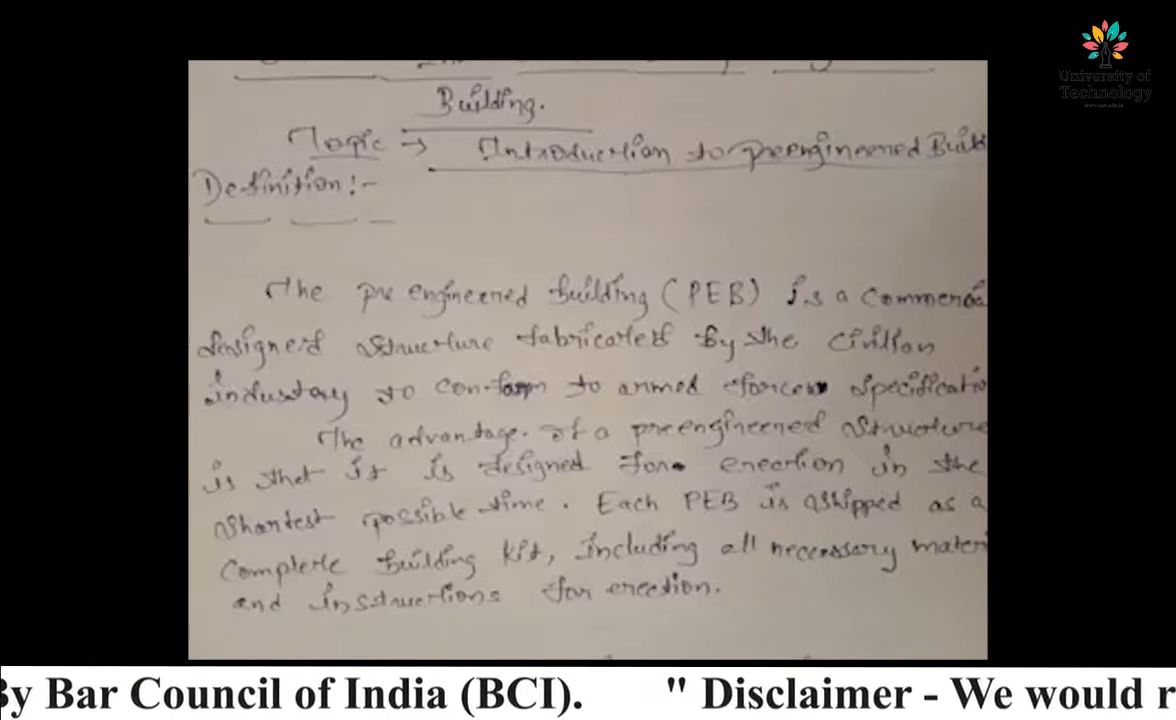 Building.
Topic → Introduction to preengineered Build
Definition:-
The pre engineered building (PEB) is a commerci
designed structure fabricated by the civilian
industry to conform to armed forces specificatio
The advantage of a preengineered structure
is that it is designed for erection in the
shortest possible time. Each PEB is shipped as a
complete building kit, including all necessary materi
and instructions for erection.
University of
Technology
By Bar Council of India (BCI). " Disclaimer - We would r